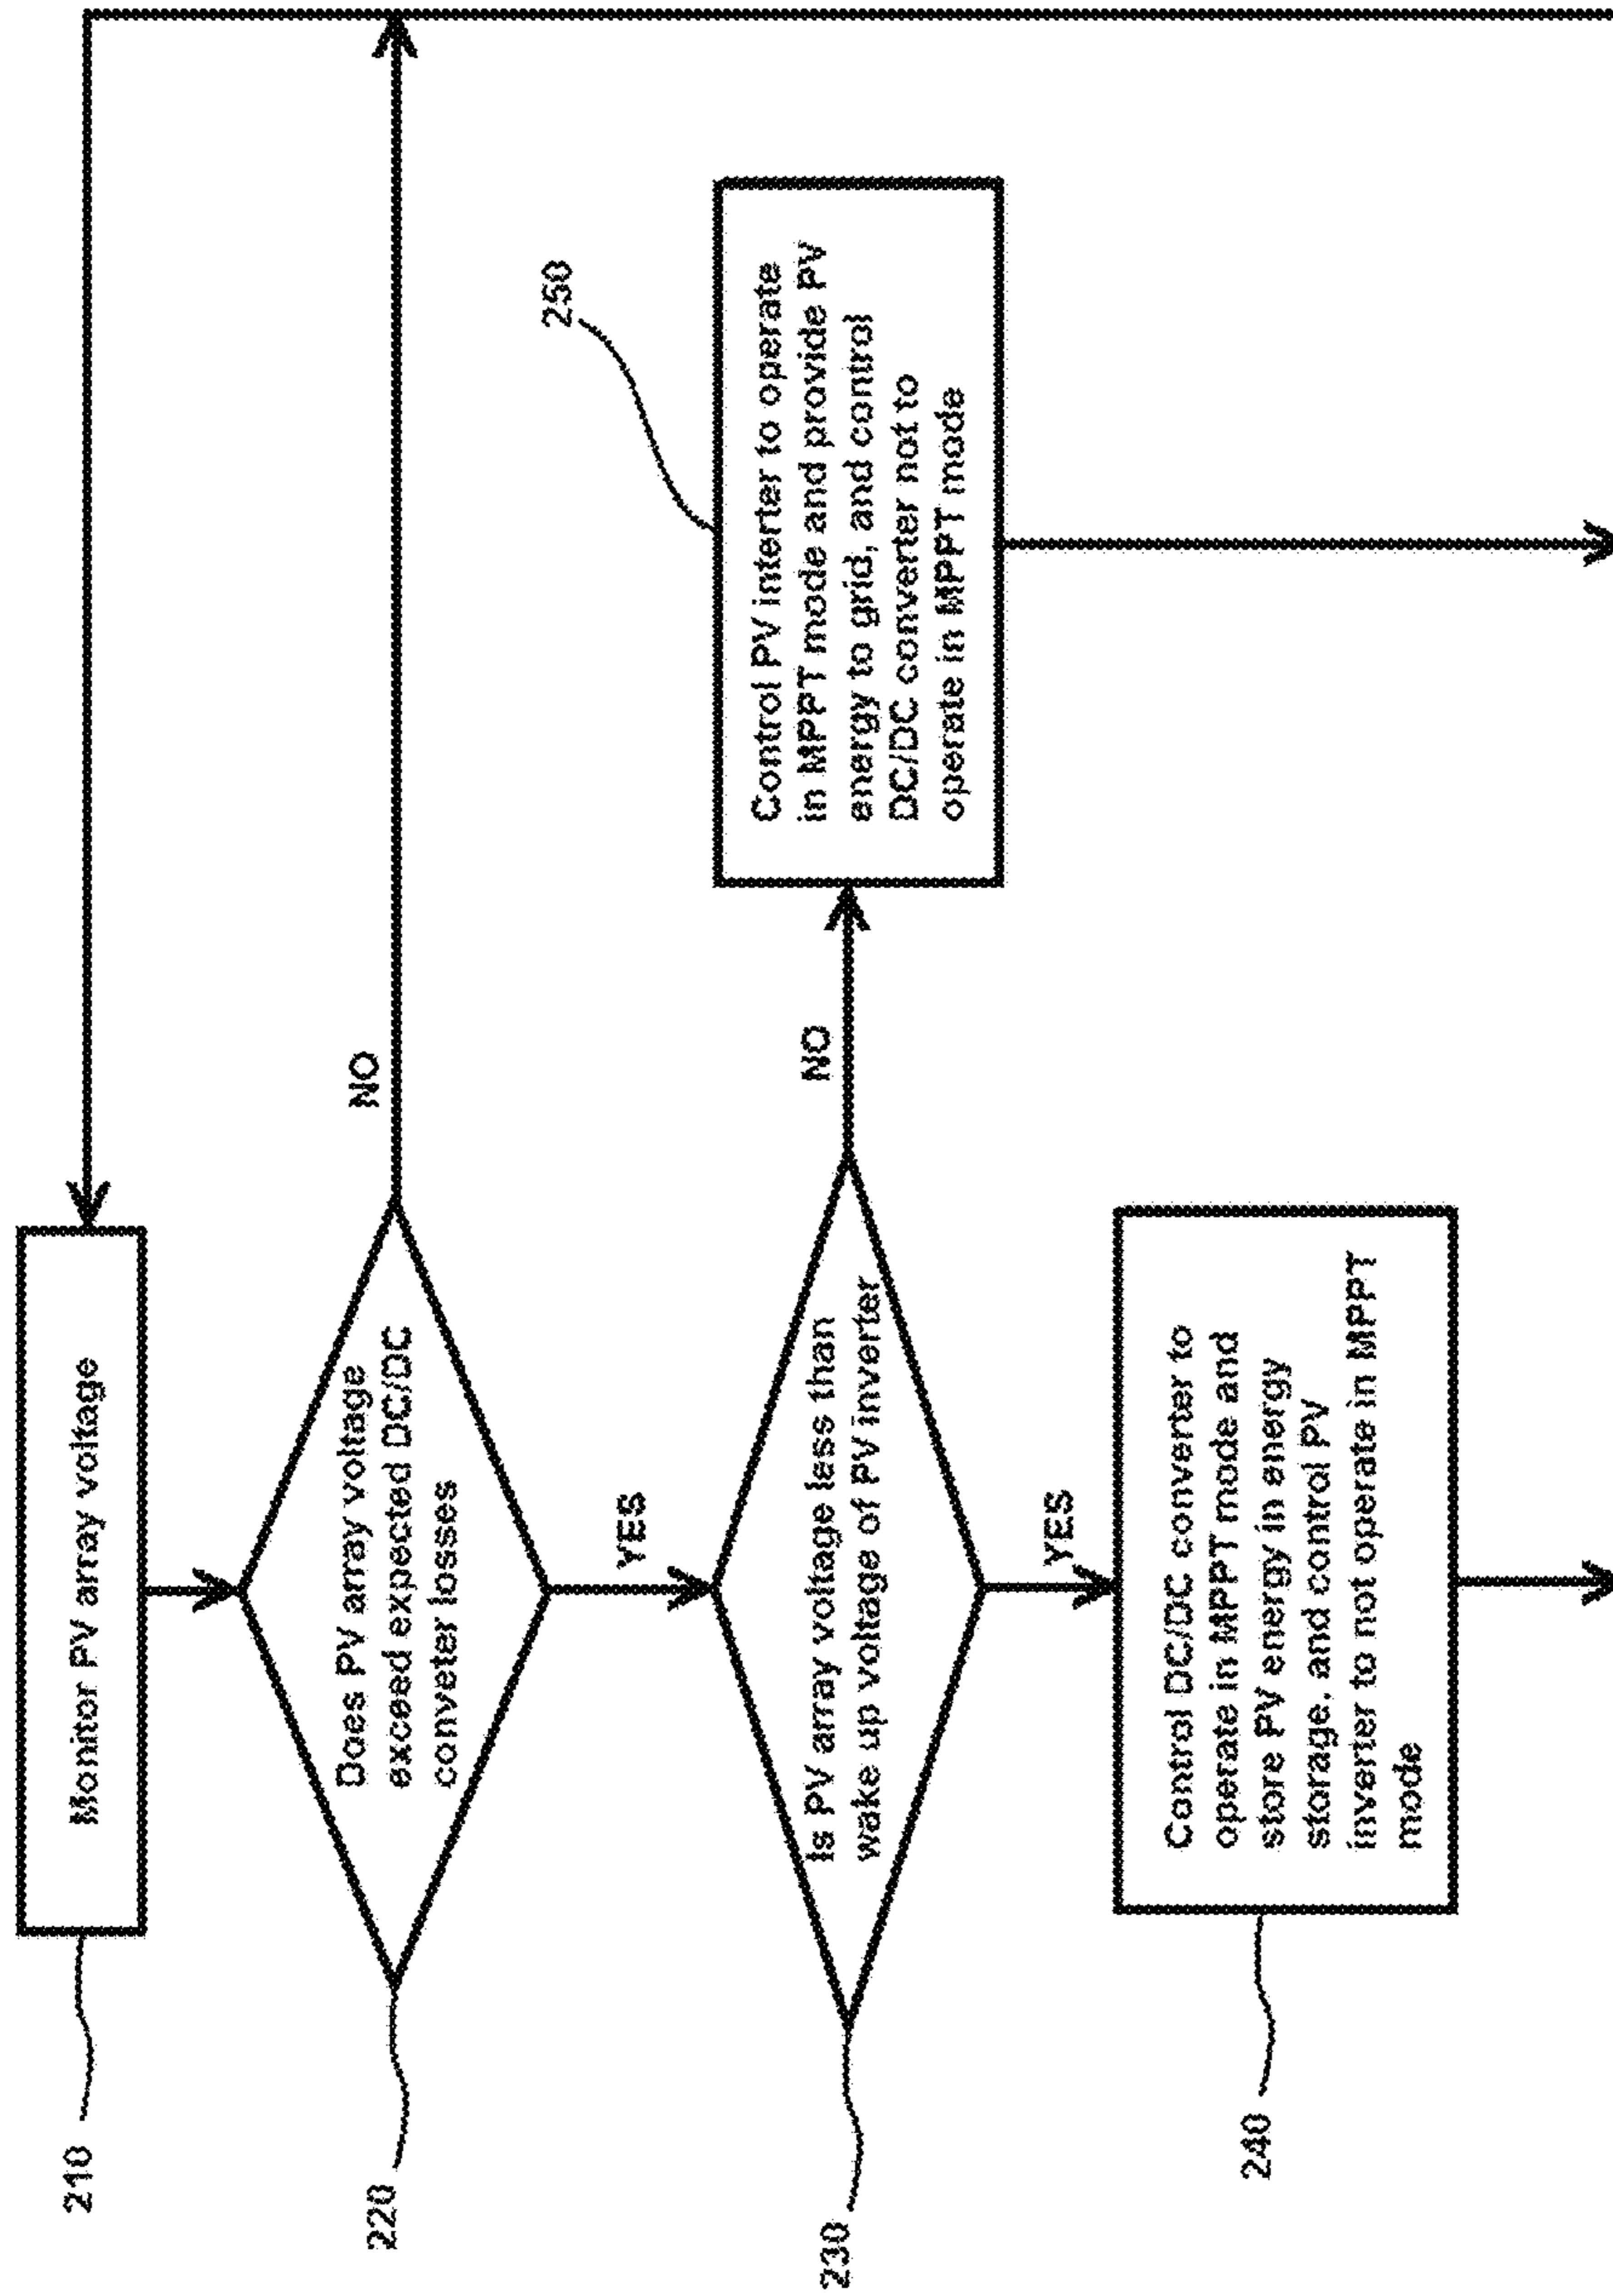 210
Monitor PV array voltage
220
Does PV array voltage
exceed expected DC/DC
conveter losses
NO
YES
230
Is PV array voltage less than
wake up voltage of PV inverter
NO
250
Control PV interter to operate
in MPPT mode and provide PV
energy to grid, and control
DC/DC converter not to
operate in MPPT mode
YES
240
Control DC/DC converter to
operate in MPPT mode and
store PV energy in energy
storage, and control PV
inverter to not operate in MPPT
mode